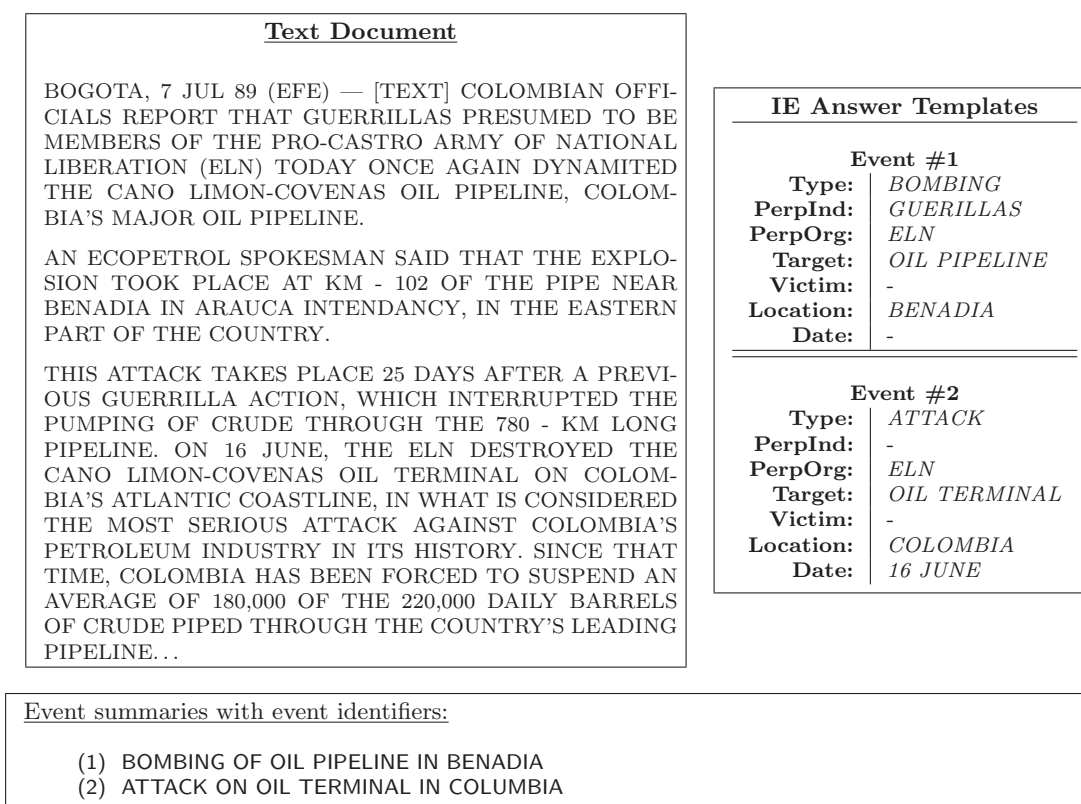 Text Document
BOGOTA, 7 JUL 89 (EFE) — [TEXT] COLOMBIAN OFFI-
CIALS REPORT THAT GUERRILLAS PRESUMED TO BE
MEMBERS OF THE PRO-CASTRO ARMY OF NATIONAL
LIBERATION (ELN) TODAY ONCE AGAIN DYNAMITED
THE CANO LIMON-COVENAS OIL PIPELINE, COLOM-
BIA'S MAJOR OIL PIPELINE.
AN ECOPETROL SPOKESMAN SAID THAT THE EXPLO-
SION TOOK PLACE AT KM - 102 OF THE PIPE NEAR
BENADIA IN ARAUCA INTENDANCY, IN THE EASTERN
PART OF THE COUNTRY.
THIS ATTACK TAKES PLACE 25 DAYS AFTER A PREVI-
OUS GUERRILLA ACTION, WHICH INTERRUPTED THE
PUMPING OF CRUDE THROUGH THE 780 - KM LONG
PIPELINE. ON 16 JUNE, THE ELN DESTROYED THE
CANO LIMON-COVENAS OIL TERMINAL ON COLOM-
BIA'S ATLANTIC COASTLINE, IN WHAT IS CONSIDERED
THE MOST SERIOUS ATTACK AGAINST COLOMBIA'S
PETROLEUM INDUSTRY IN ITS HISTORY. SINCE THAT
TIME, COLOMBIA HAS BEEN FORCED TO SUSPEND AN
AVERAGE OF 180,000 OF THE 220,000 DAILY BARRELS
OF CRUDE PIPED THROUGH THE COUNTRY'S LEADING
PIPELINE...
IE Answer Templates
Event #1
Type: BOMBING
PerpInd: GUERILLAS
PerpOrg: ELN
Target: OIL PIPELINE
Victim: -
Location: BENADIA
Date: -
Event #2
Type: ATTACK
PerpInd: -
PerpOrg: ELN
Target: OIL TERMINAL
Victim: -
Location: COLOMBIA
Date: 16 JUNE
Event summaries with event identifiers:
(1) BOMBING OF OIL PIPELINE IN BENADIA
(2) ATTACK ON OIL TERMINAL IN COLUMBIA